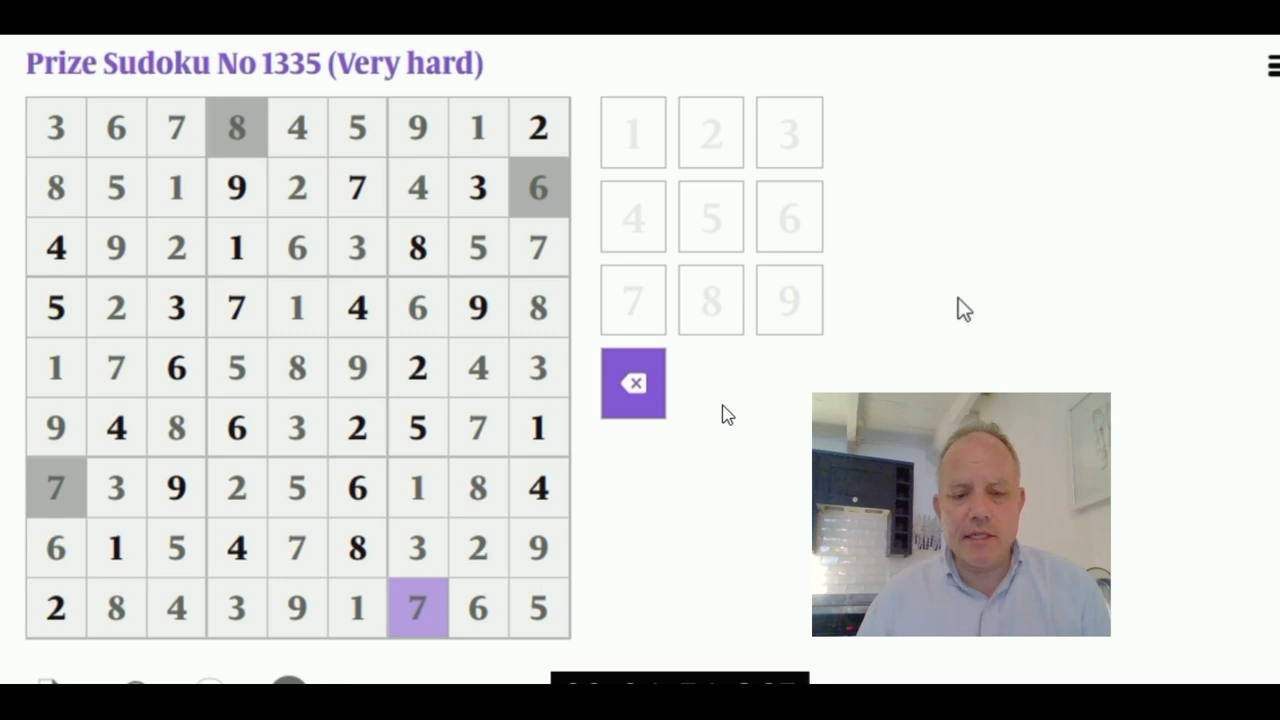 Prize Sudoku No 1335 (Very hard)
3 6 7 8 4 5 9 1 2
8 5 1 9 2 7 4 3 6
4 9 2 1 6 3 8 5 7
5 2 3 7 1 4 6 9 8
1 7 6 5 8 9 2 4 3
9 4 8 6 3 2 5 7 1
7 3 9 2 5 6 1 8 4
6 1 5 4 7 8 3 2 9
2 8 4 3 9 1 7 6 5
1 2 3
4 5 6
7 8 9